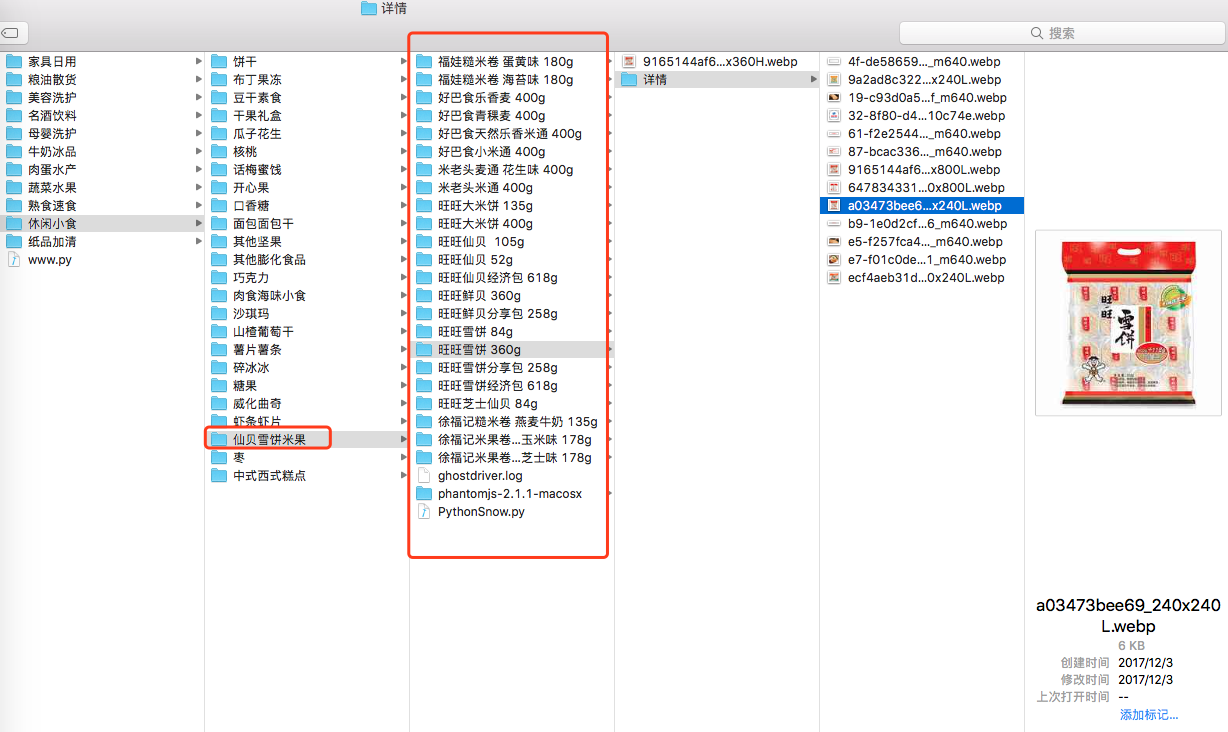 详情
搜索
家具日用
粮油散货
美容洗护
名酒饮料
母婴洗护
牛奶冰品
肉蛋水产
蔬菜水果
熟食速食
休闲小食
纸品加清
www.py
饼干
布丁果冻
豆干素食
干果礼盒
瓜子花生
核桃
话梅蜜饯
开心果
口香糖
面包面包干
其他坚果
其他膨化食品
巧克力
肉食海味小食
沙琪玛
山楂葡萄干
薯片薯条
碎冰冰
糖果
威化曲奇
虾条虾片
仙贝雪饼米果
枣
中式西式糕点
福娃糙米卷 蛋黄味 180g
福娃糙米卷 海苔味 180g
好巴食乐香麦 400g
好巴食青稞麦 400g
好巴食天然乐香米通 400g
好巴食小米通 400g
米老头麦通 花生味 400g
米老头米通 400g
旺旺大米饼 135g
旺旺大米饼 400g
旺旺仙贝  105g
旺旺仙贝 52g
旺旺仙贝经济包 618g
旺旺鲜贝 360g
旺旺鲜贝分享包 258g
旺旺雪饼 84g
旺旺雪饼 360g
旺旺雪饼分享包 258g
旺旺雪饼经济包 618g
旺旺芝士仙贝 84g
徐福记糙米卷 燕麦牛奶 135g
徐福记米果卷...玉米味 178g
徐福记米果卷...芝士味 178g
ghostdriver.log
phantomjs-2.1.1-macosx
PythonSnow.py
9165144af6...x360H.webp
详情
4f-de58659..._m640.webp
9a2ad8c322...x240L.webp
19-c93d0a5...f_m640.webp
32-8f80-d4...10c74e.webp
61-f2e2544..._m640.webp
87-bcac336..._m640.webp
9165144af6...x800L.webp
647834331...0x800L.webp
a03473bee6...x240L.webp
b9-1e0d2cf...6_m640.webp
e5-f257fca4..._m640.webp
e7-f01c0de...1_m640.webp
ecf4aeb31d...0x240L.webp
旺旺
雪饼
a03473bee69_240x240
L.webp
6 KB
创建时间 2017/12/3
修改时间 2017/12/3
上次打开时间 --
添加标记...